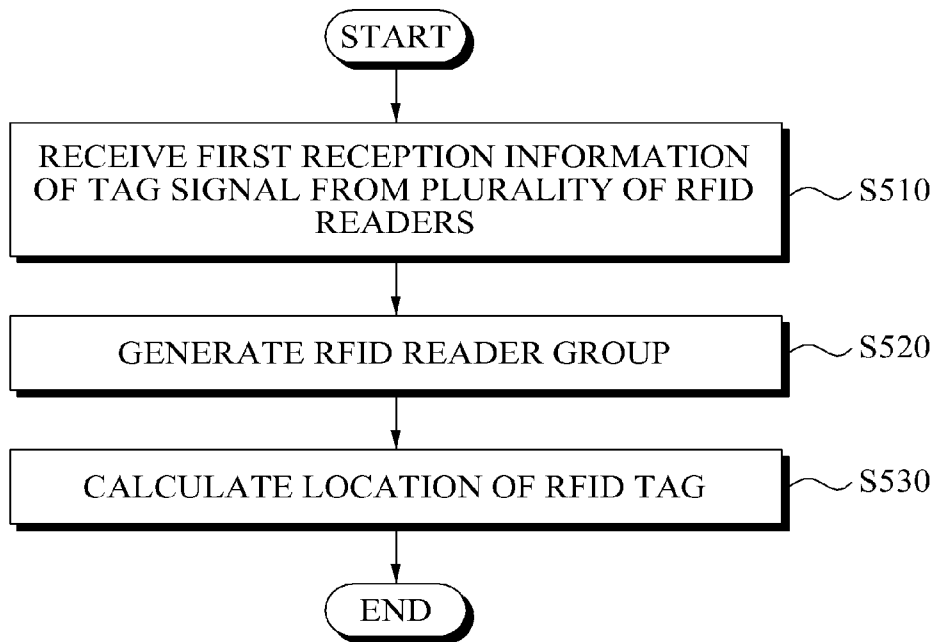 START
RECEIVE FIRST RECEPTION INFORMATION
OF TAG SIGNAL FROM PLURALITY OF RFID
READERS
S510
GENERATE RFID READER GROUP
S520
CALCULATE LOCATION OF RFID TAG
S530
END